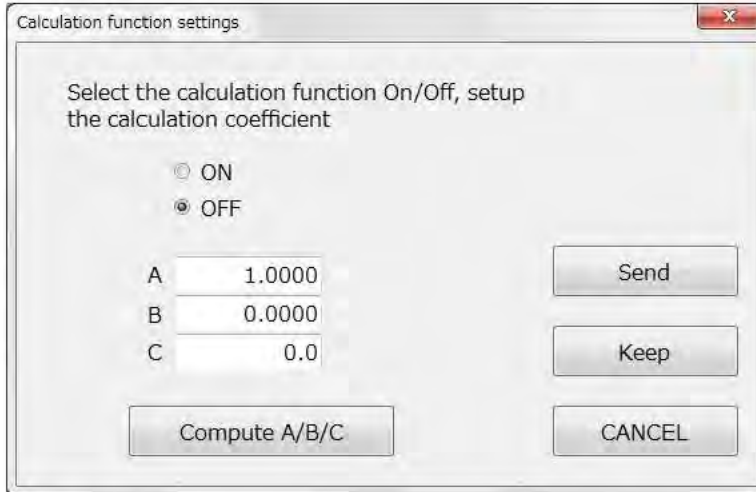 Calculation function settings
Select the calculation function On/Off, setup
the calculation coefficient
ON
OFF
A 1.0000
B 0.0000
C 0.0
Send
Keep
Compute A/B/C
CANCEL